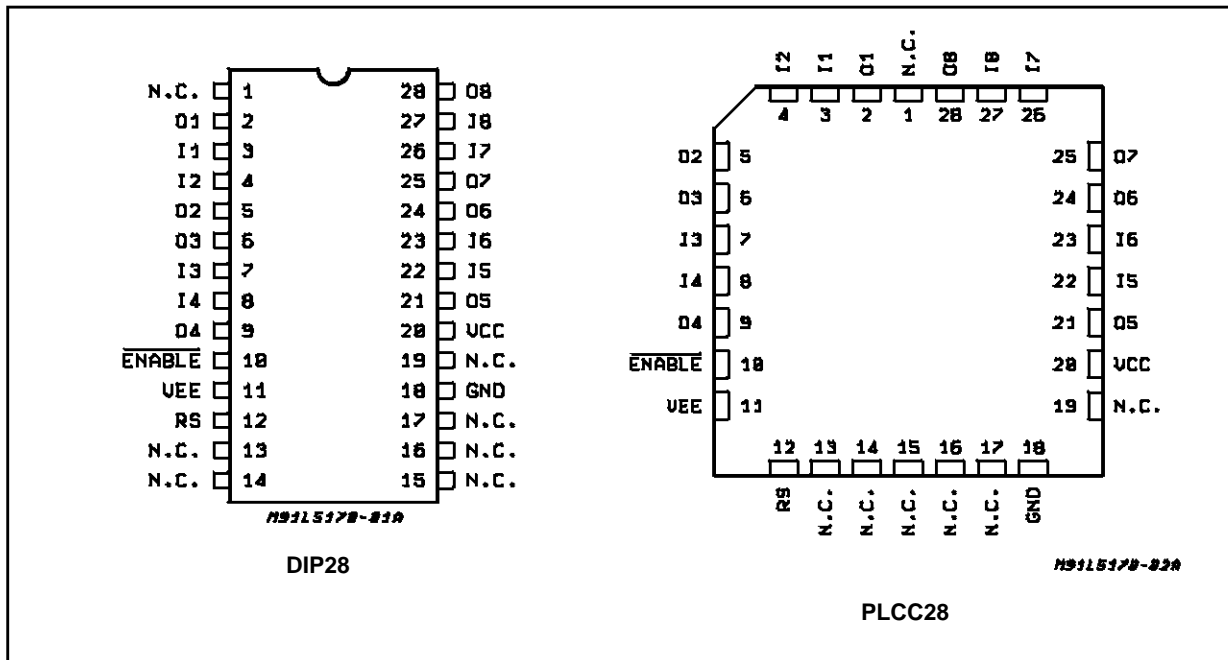 N.C. 1 28 O8
O1 2 27 I8
I1 3 26 I7
I2 4 25 O7
O2 5 24 O6
O3 6 23 I6
I3 7 22 I5
I4 8 21 O5
O4 9 20 VCC
ENABLE 10 19 N.C.
VEE 11 18 GND
RS 12 17 N.C.
N.C. 13 16 N.C.
N.C. 14 15 N.C.
M91L5170-01A
DIP28
I2 I1 O1 N.C. O8 I8 I7
4 3 2 1 28 27 26
O2 5 25 O7
O3 6 24 O6
I3 7 23 I6
I4 8 22 I5
O4 9 21 O5
ENABLE 10 20 VCC
VEE 11 19 N.C.
12 13 14 15 16 17 18
RS N.C. N.C. N.C. N.C. N.C. GND
M91L5170-02A
PLCC28